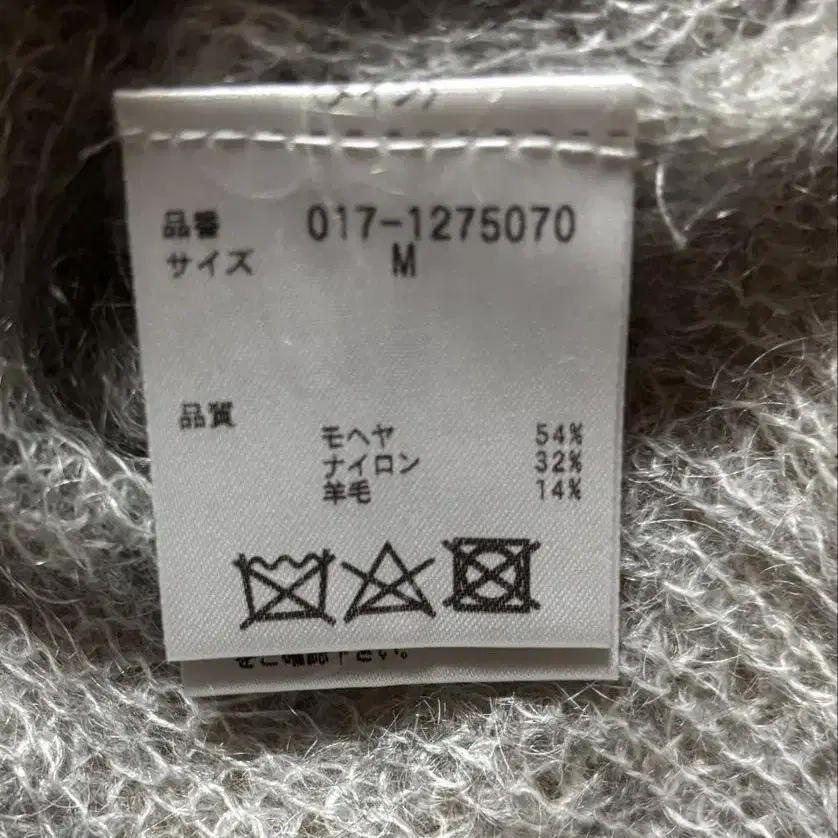 品番 017-1275070
サイズ M
品質
モヘヤ 54%
ナイロン 32%
羊毛 14%